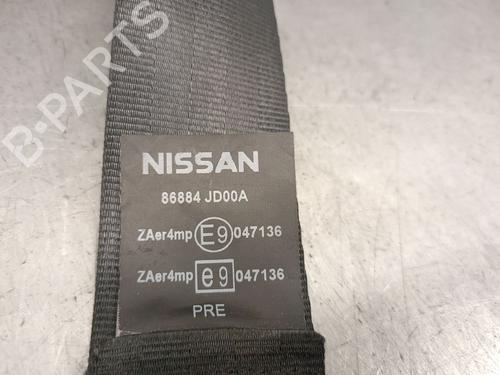 B-PARTS
NISSAN
86884 JD00A
ZAer4mp E9 047136
ZAer4mp e9 047136
PRE